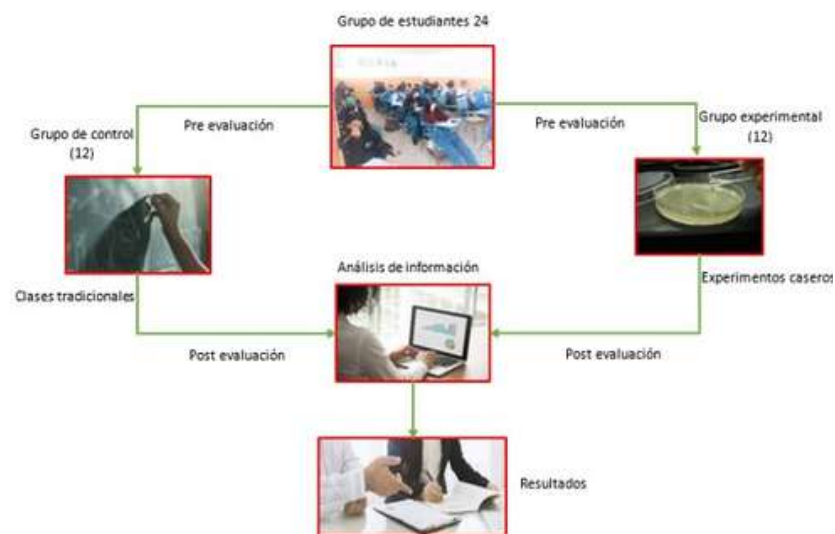 Grupo de estudiantes 24
Pre evaluación
Pre evaluación
Grupo de control
(12)
Grupo experimental
(12)
Análisis de información
Clases tradicionales
Experimentos caseros
Post evaluación
Post evaluación
Resultados